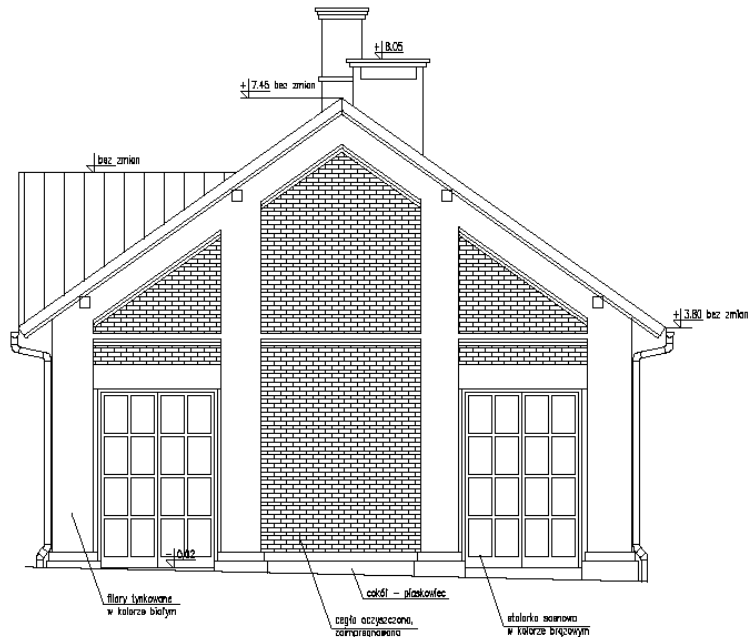 + 8.05
+ 7.46 bez zmian
bez zmian
+ 3.80 bez zmian
- 0.02
filary tynkowane
w kolorze białym
cokół - piaskowiec
cegła oczyszczona,
zaimpregnowana
stolarka sosnowa
w kolorze brązowym